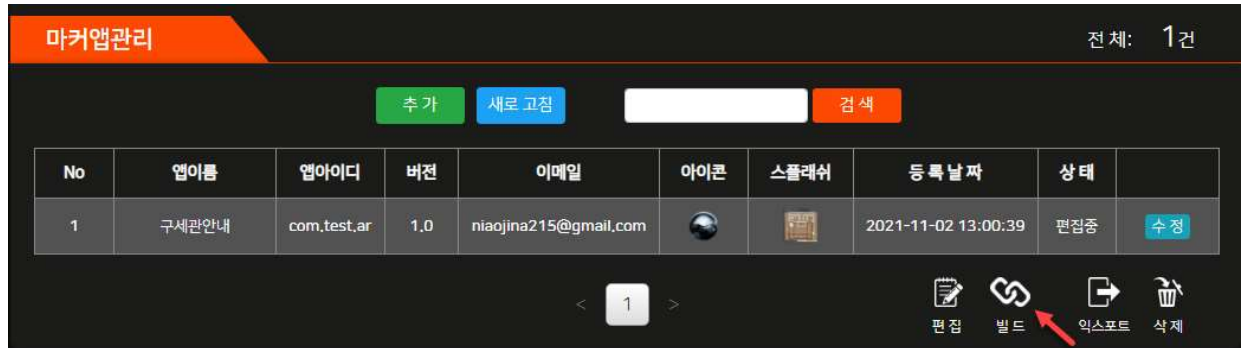 마커앱관리
전체: 1건
추가 새로고침 검색
No 앱이름 앱아이디 버전 이메일 아이콘 스플래쉬 등록날짜 상태
1 구세관안내 com.test.ar 1.0 niaojina215@gmail.com 2021-11-02 13:00:39 편집중 수정
< 1 >
편집 빌드 익스포트 삭제